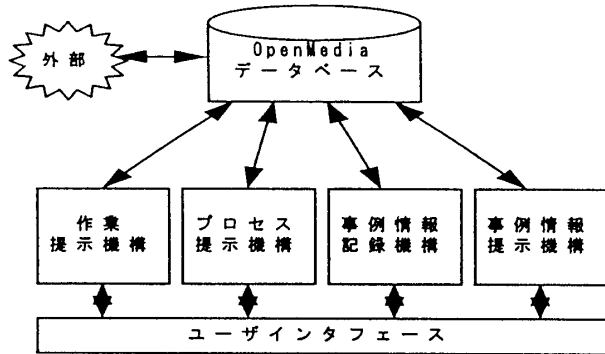 外部
OpenMedia
データベース
作業
提示機構
プロセス
提示機構
事例情報
記録機構
事例情報
提示機構
ユーザインタフェース